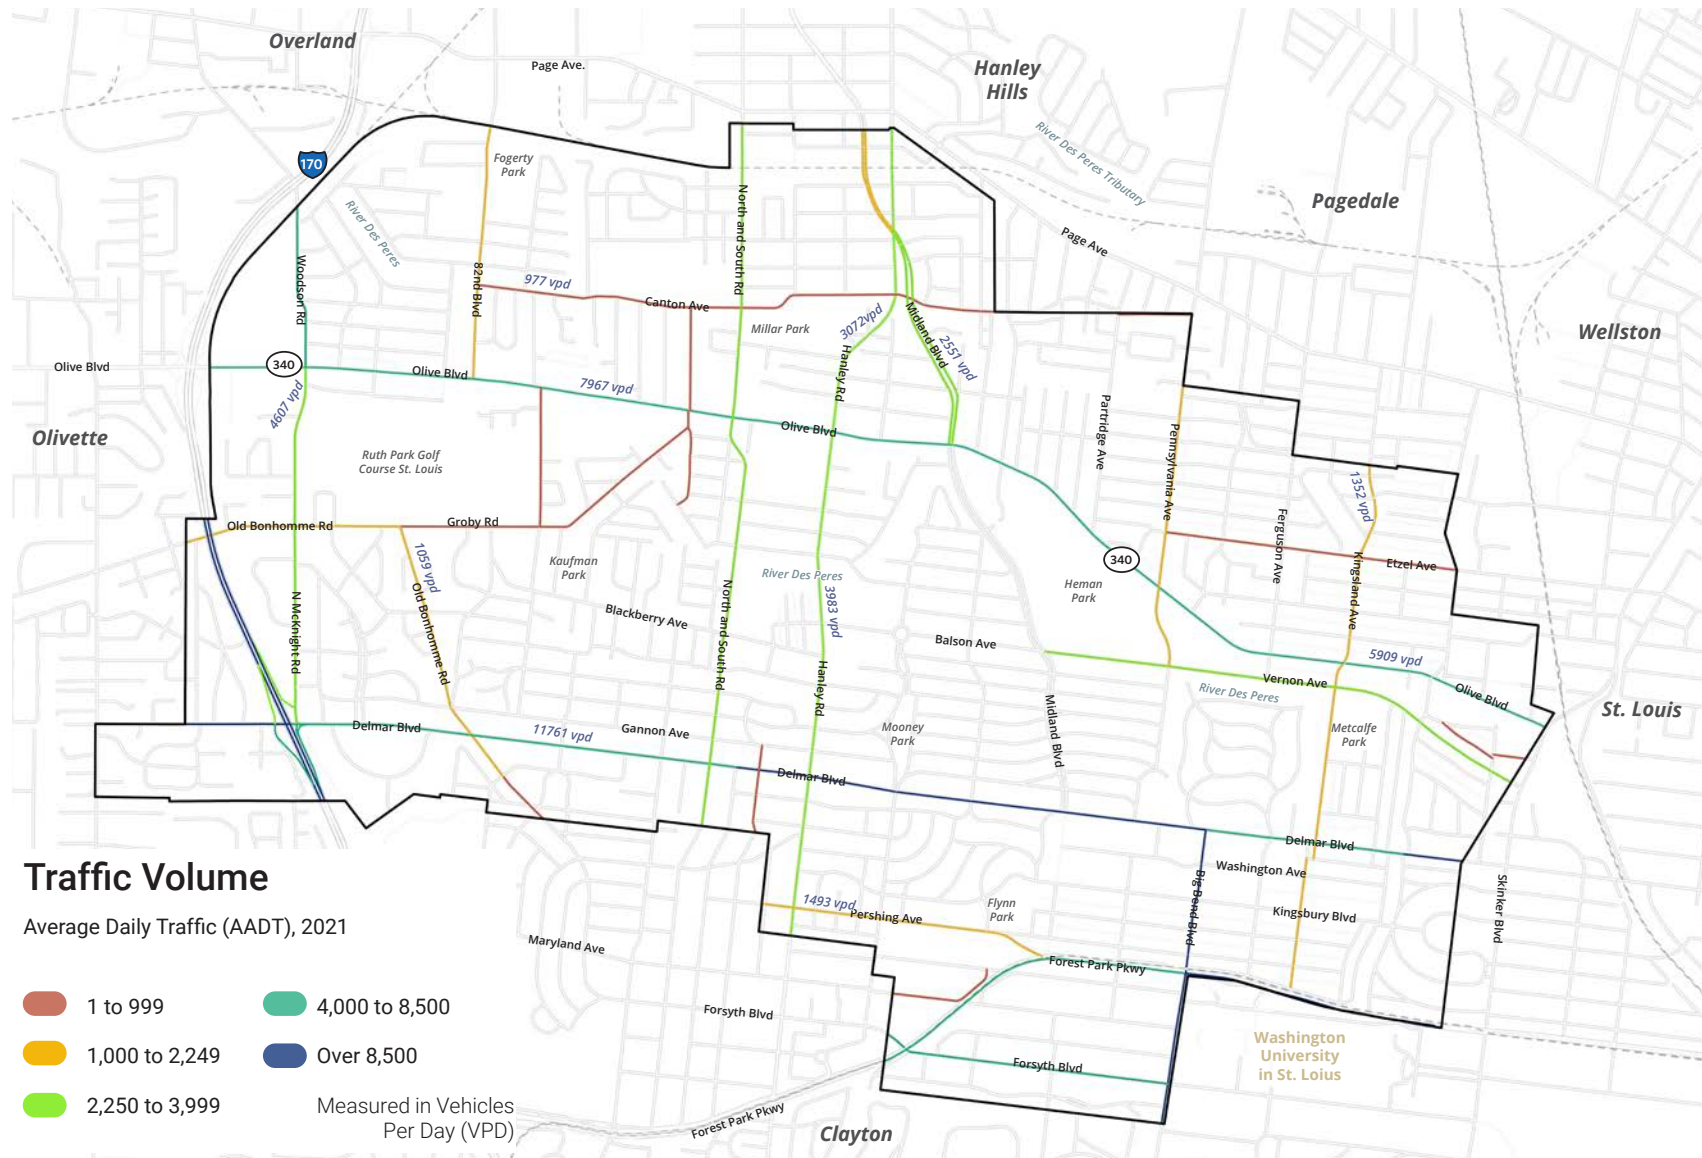 Overland
Page Ave.
Hanley
Hills
River Des Peres Tributary
170
Fogerty
Park
Pagedale
North and South Rd
River Des Peres
Page Ave
Woodson Rd
82nd Blvd
977 vpd
Canton Ave
Millar Park
3072vpd
Midland Blvd
2551 vpd
Wellston
Olive Blvd
340
Olive Blvd
7967 vpd
Hanley Rd
4607 vpd
Olive Blvd
Partridge Ave
Pennsylvania Ave
Olivette
Ruth Park Golf
Course St. Louis
1352 vpd
Old Bonhomme Rd
Groby Rd
Ferguson Ave
340
Etzel Ave
1059 vpd
Kaufman
Park
River Des Peres
Heman
Park
Kingsland Ave
N McKnight Rd
Old Bonhomme Rd
Blackberry Ave
North and South Rd
3983 vpd
Balson Ave
5909 vpd
Hanley Rd
Vernon Ave
River Des Peres
Olive Blvd
St. Louis
Delmar Blvd
11761 vpd
Gannon Ave
Mooney
Park
Midland Blvd
Metcalfe
Park
Delmar Blvd
Delmar Blvd
Washington Ave
Big Bend Blvd
Skinker Blvd
1493 vpd
Pershing Ave
Flynn
Park
Kingsbury Blvd
Maryland Ave
Forest Park Pkwy
Forsyth Blvd
Washington
University
in St. Loius
Forsyth Blvd
Forest Park Pkwy
Clayton
Traffic Volume
Average Daily Traffic (AADT), 2021
1 to 999
4,000 to 8,500
1,000 to 2,249
Over 8,500
2,250 to 3,999
Measured in Vehicles
Per Day (VPD)